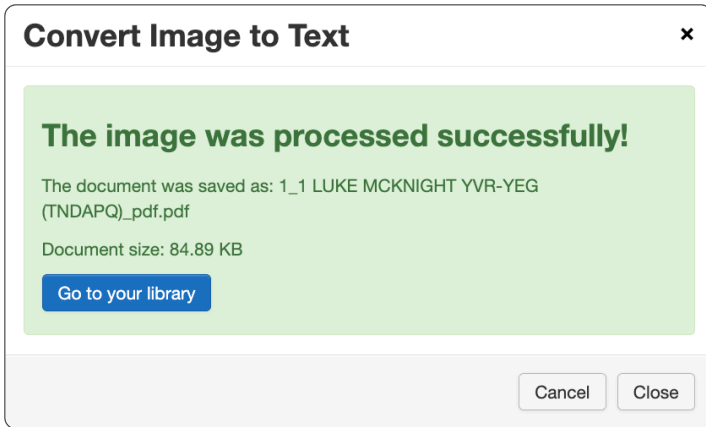 Convert Image to Text
×
The image was processed successfully!
The document was saved as: 1_1 LUKE MCKNIGHT YVR-YEG
(TNDAPQ)_pdf.pdf
Document size: 84.89 KB
Go to your library
Cancel
Close